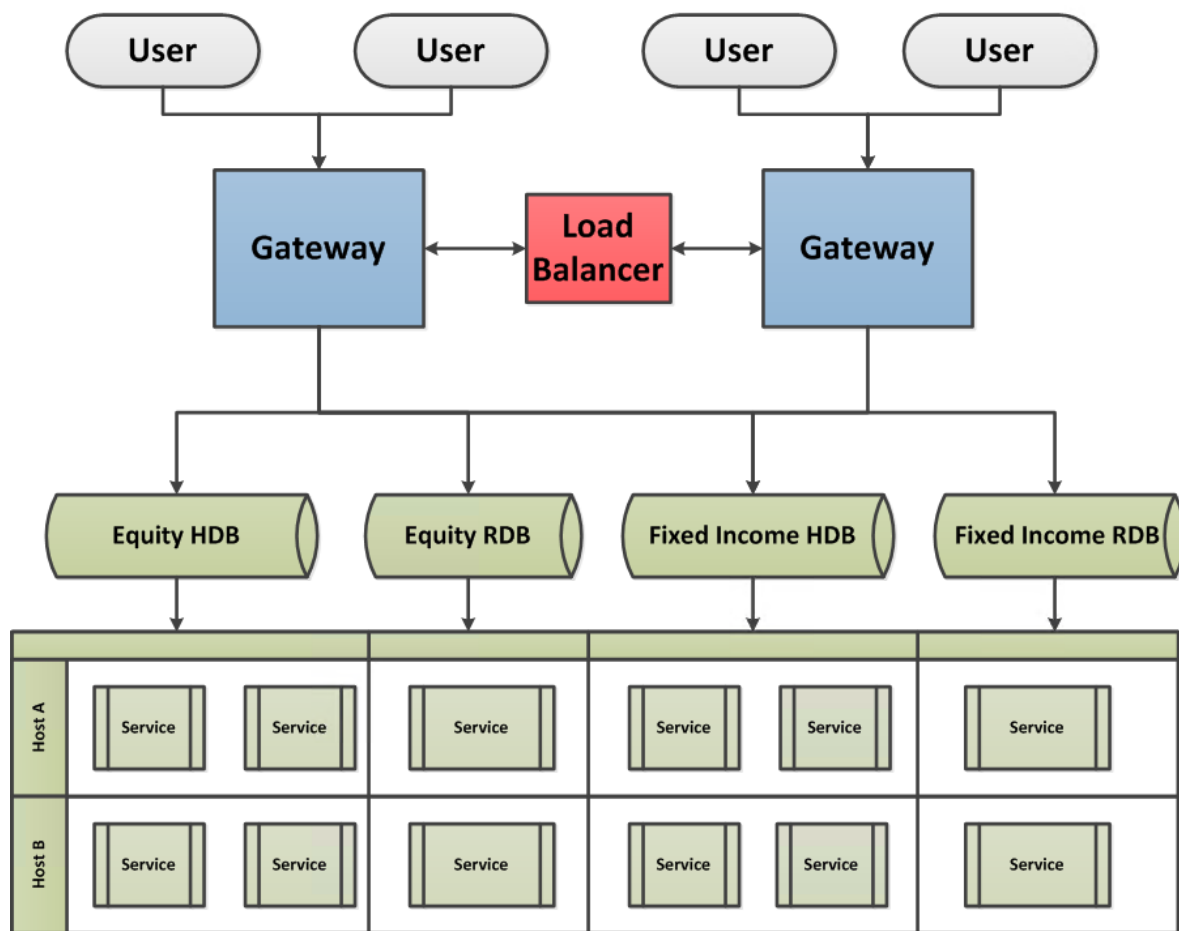 User
User
User
User
Gateway
Load
Balancer
Gateway
Equity HDB
Equity RDB
Fixed Income HDB
Fixed Income RDB
Host A
Service
Service
Service
Service
Service
Service
Host B
Service
Service
Service
Service
Service
Service